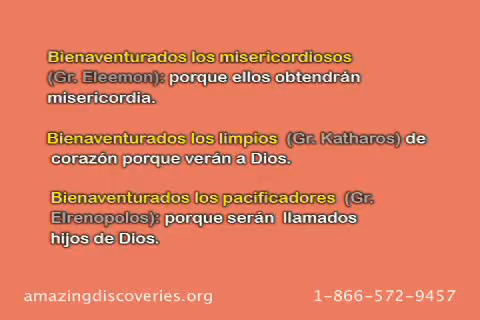 Bienaventurados los misericordiosos
(Gr. Eleemon): porque ellos obtendrán
misericordia.
Bienaventurados los limpios (Gr. Katharos) de
corazón porque verán a Dios.
Bienaventurados los pacificadores (Gr.
EIrenopolos): porque serán llamados
hijos de Dios.
amazingdiscoveries.org 1-866-572-9457